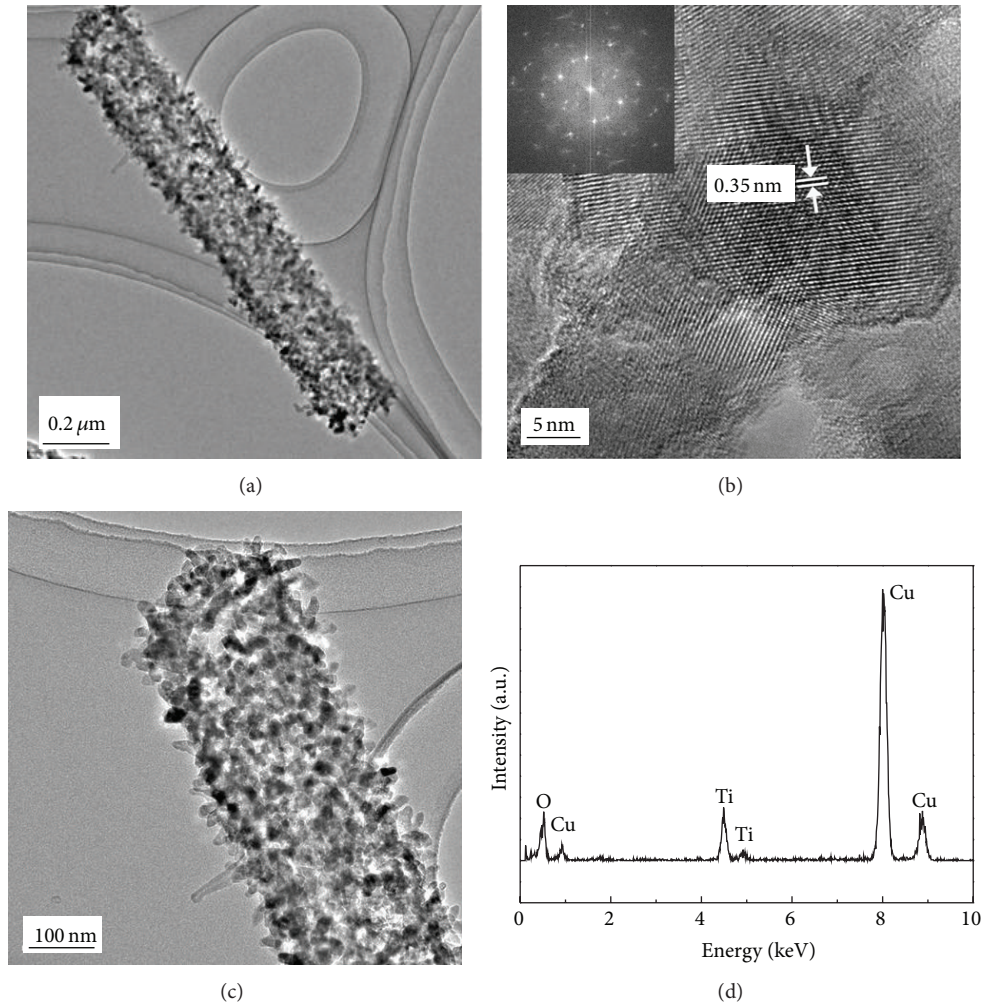 0.2 μm
(a)
0.35 nm
5 nm
(b)
100 nm
(c)
Cu
Ti
O
Cu
Ti
Cu
Intensity (a.u.)
0 2 4 6 8 10
Energy (keV)
(d)